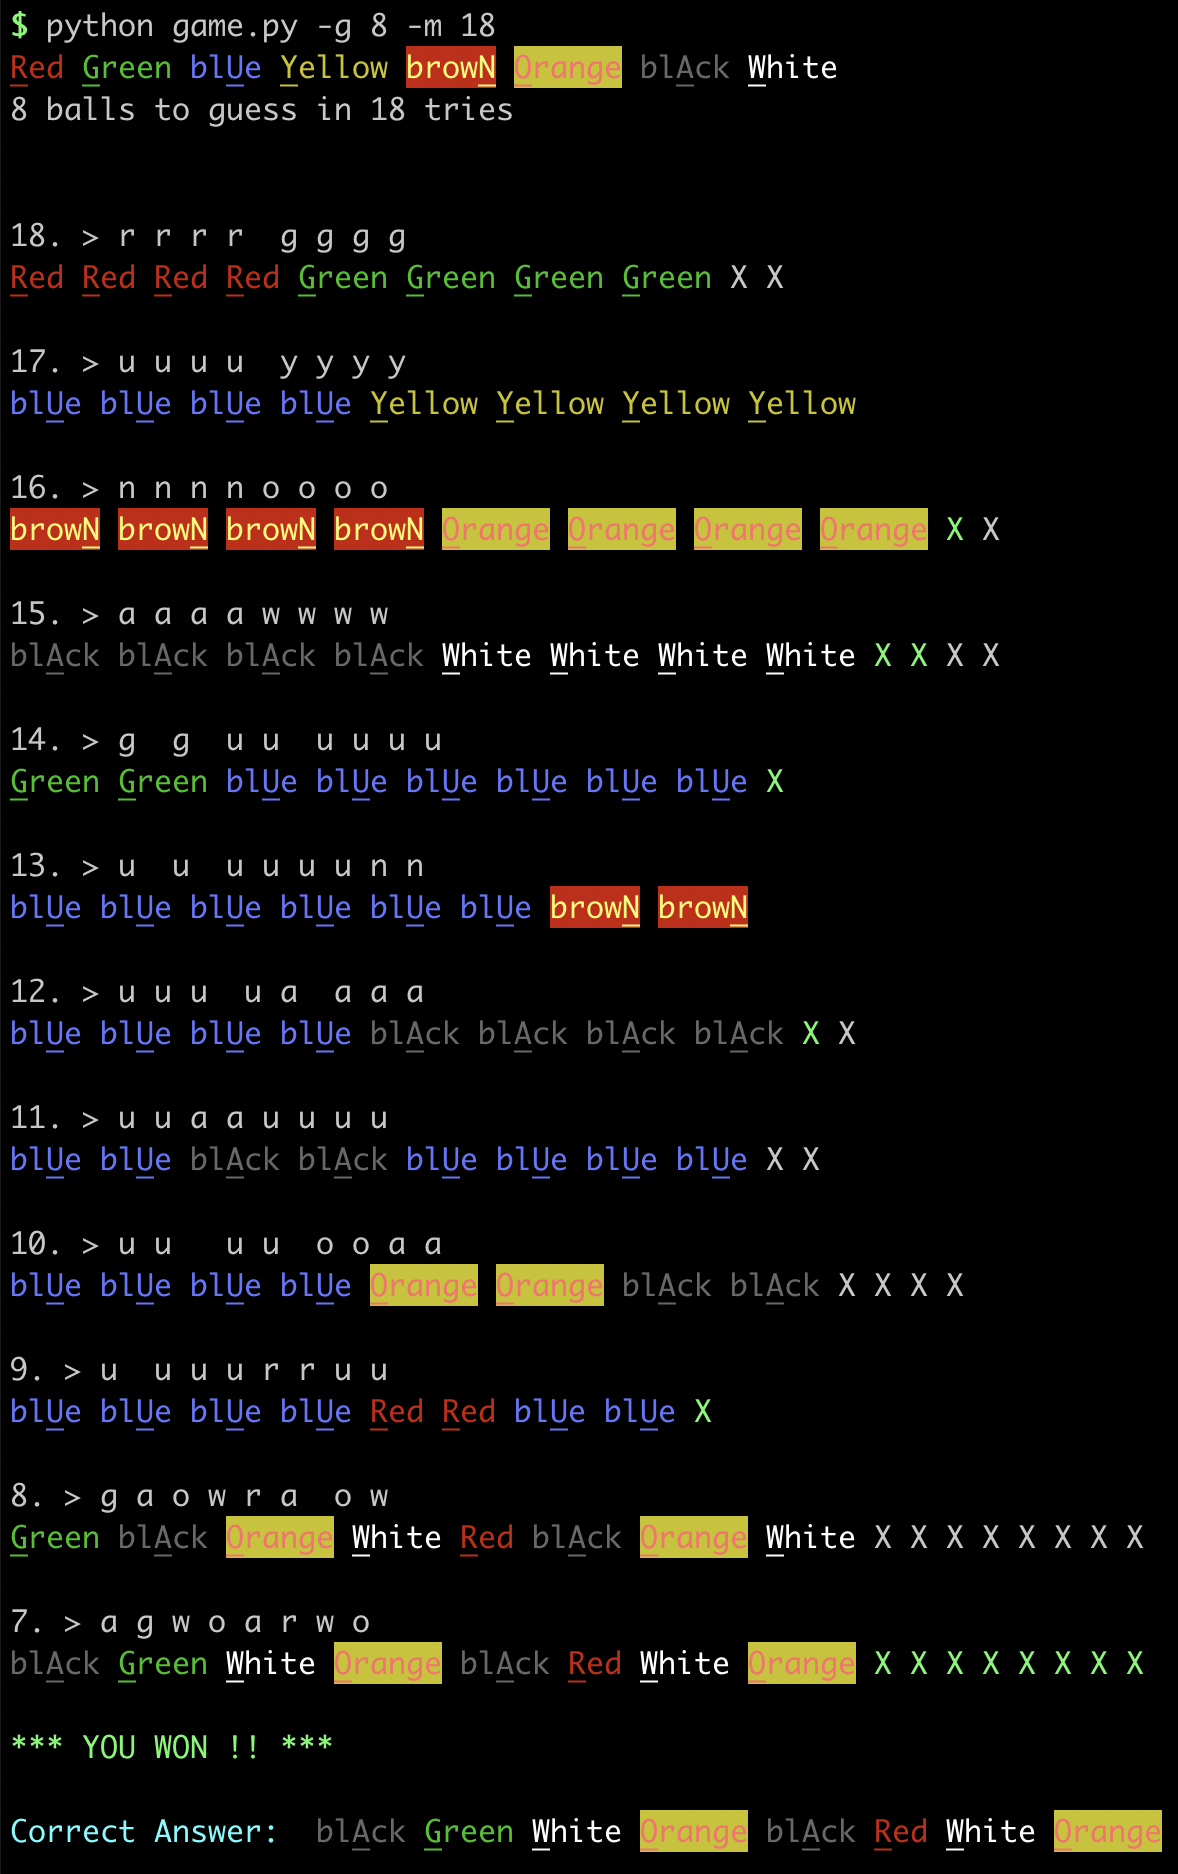 $ python game.py -g 8 -m 18
Red Green blUe Yellow browN Orange blAck White
8 balls to guess in 18 tries
18. > r r r r  g g g g
Red Red Red Red Green Green Green Green X X
17. > u u u u  y y y y
blUe blUe blUe blUe Yellow Yellow Yellow Yellow
16. > n n n n o o o o
browN browN browN browN Orange Orange Orange Orange X X
15. > a a a a w w w w
blAck blAck blAck blAck White White White White X X X X
14. > g  g  u u  u u u u
Green Green blUe blUe blUe blUe blUe blUe X
13. > u  u  u u u u n n
blUe blUe blUe blUe blUe blUe browN browN
12. > u u u  u a  a a a
blUe blUe blUe blUe blAck blAck blAck blAck X X
11. > u u a a u u u u
blUe blUe blAck blAck blUe blUe blUe blUe X X
10. > u u   u u  o o a a
blUe blUe blUe blUe Orange Orange blAck blAck X X X X
9. > u  u u u r r u u
blUe blUe blUe blUe Red Red blUe blUe X
8. > g a o w r a  o w
Green blAck Orange White Red blAck Orange White X X X X X X X X
7. > a g w o a r w o
blAck Green White Orange blAck Red White Orange X X X X X X X X
*** YOU WON !! ***
Correct Answer:  blAck Green White Orange blAck Red White Orange